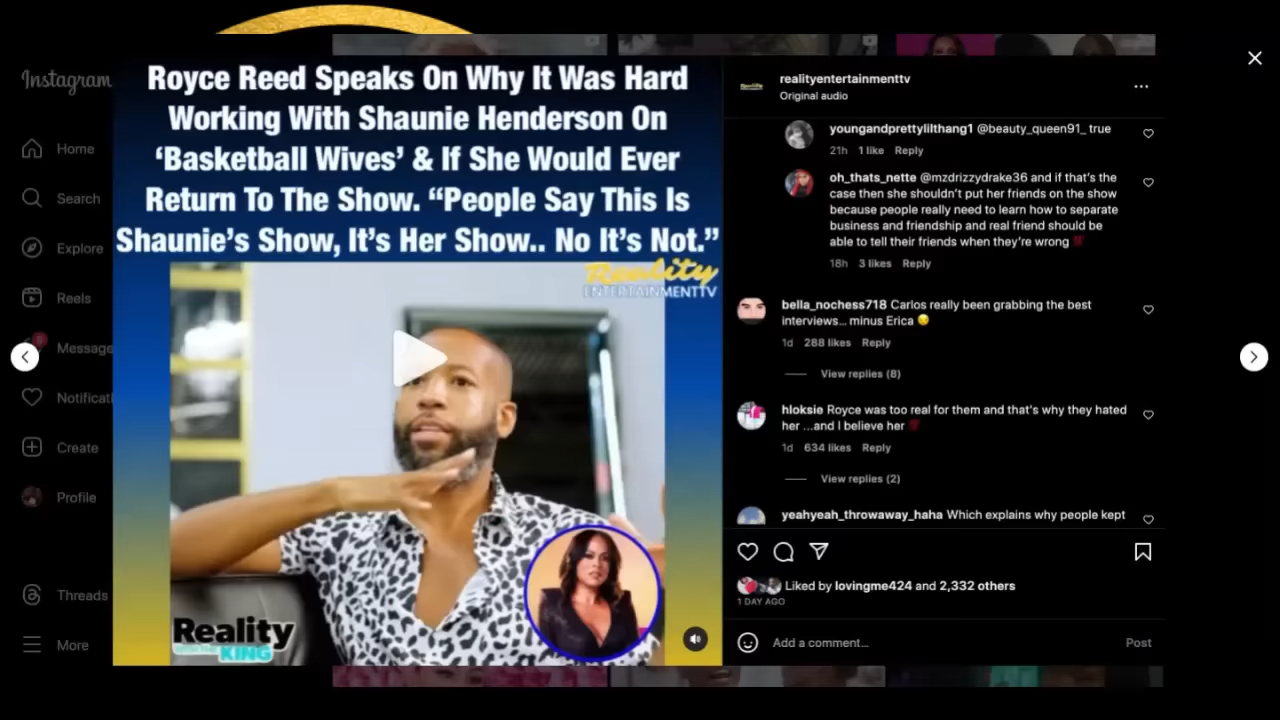 Instagram
Home
Search
Explore
Reels
Message
Notificat
Create
Profile
Threads
More
Royce Reed Speaks On Why It Was Hard
Working With Shaunie Henderson On
‘Basketball Wives’ & If She Would Ever
Return To The Show. “People Say This Is
Shaunie’s Show, It’s Her Show.. No It’s Not.”
Reality
ENTERTAINMENTTV
Reality
WITH THE
KING
realityentertainmenttv
Original audio
youngandprettylilthang1 @beauty_queen91_ true
21h 1 like Reply
oh_thats_nette @mzdrizzydrake36 and if that's the
case then she shouldn't put her friends on the show
because people really need to learn how to separate
business and friendship and real friend should be
able to tell their friends when they're wrong
18h 3 likes Reply
bella_nochess718 Carlos really been grabbing the best
interviews... minus Erica
1d 288 likes Reply
View replies (8)
hloksie Royce was too real for them and that's why they hated
her ...and I believe her
1d 634 likes Reply
View replies (2)
yeahyeah_throwaway_haha Which explains why people kept
Liked by lovingme424 and 2,332 others
1 DAY AGO
Add a comment...
Post